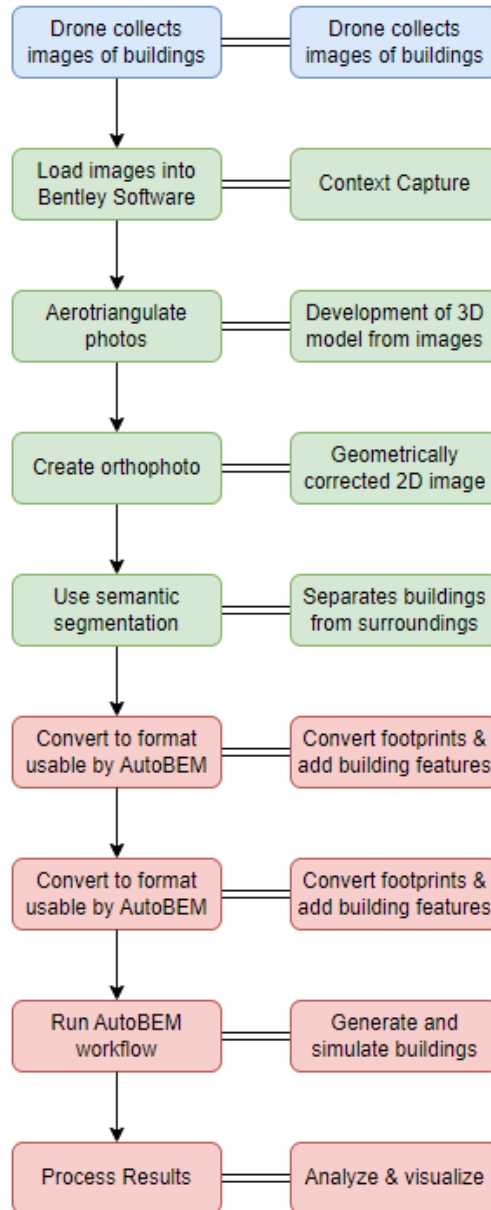 Drone collects
images of buildings
Drone collects
images of buildings
Load images into
Bentley Software
Context Capture
Aerotriangulate
photos
Development of 3D
model from images
Create orthophoto
Geometrically
corrected 2D image
Use semantic
segmentation
Separates buildings
from surroundings
Convert to format
usable by AutoBEM
Convert footprints &
add building features
Convert to format
usable by AutoBEM
Convert footprints &
add building features
Run AutoBEM
workflow
Generate and
simulate buildings
Process Results
Analyze & visualize